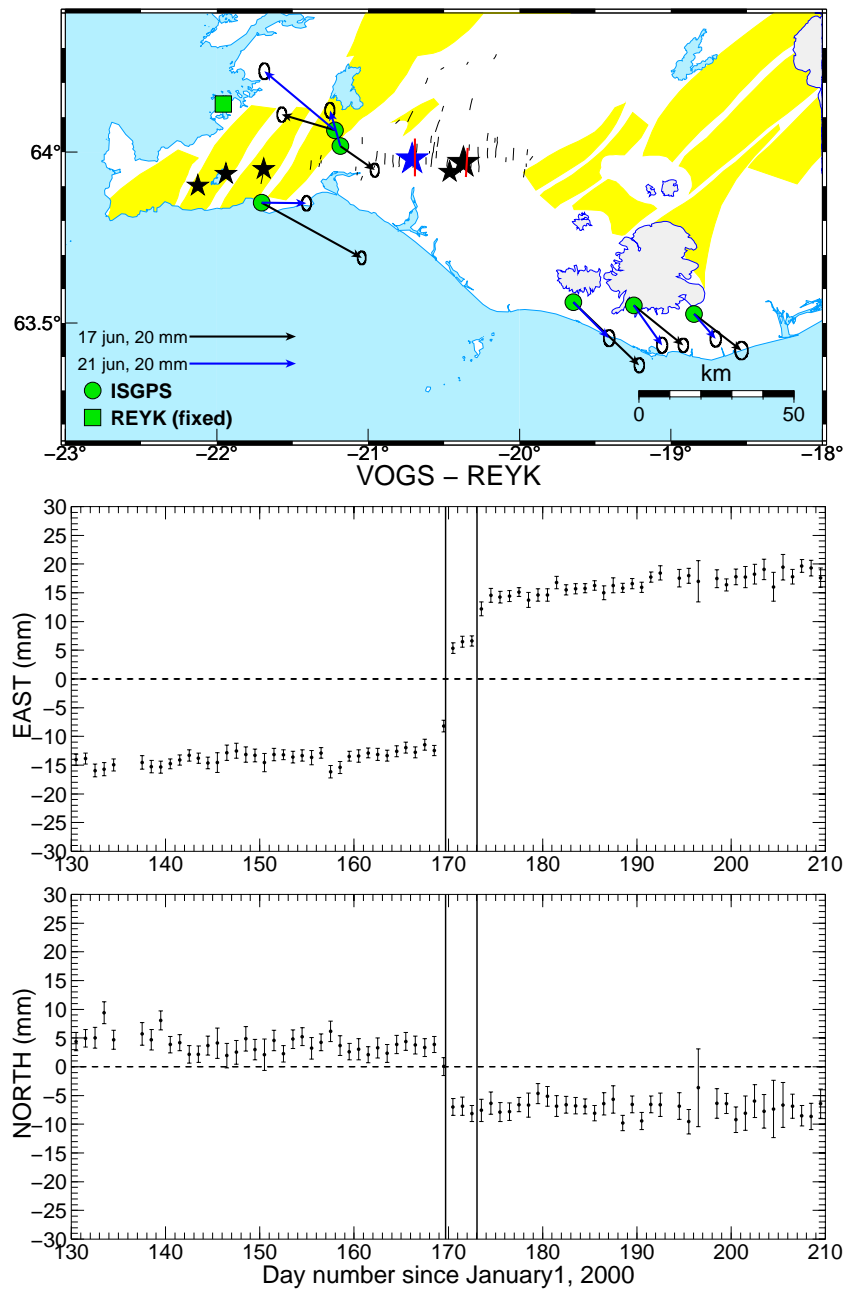 64°
63.5°
17 jun, 20 mm
21 jun, 20 mm
ISGPS
REYK (fixed)
km
0 50
−23° −22° −21° −20° −19° −18°
VOGS − REYK
30
25
20
15
10
5
0
−5
−10
−15
−20
−25
−30
EAST (mm)
130 140 150 160 170 180 190 200 210
30
25
20
15
10
5
0
−5
−10
−15
−20
−25
−30
NORTH (mm)
130 140 150 160 170 180 190 200 210
Day number since January1, 2000